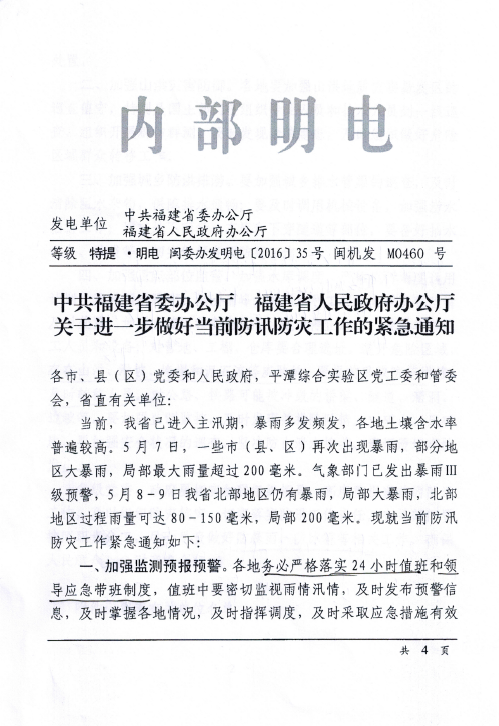 内部明电
发电单位 中共福建省委办公厅
福建省人民政府办公厅
等级 特提·明电 闽委办发明电〔2016〕35号 闽机发 M0460 号
中共福建省委办公厅 福建省人民政府办公厅
关于进一步做好当前防讯防灾工作的紧急通知
各市、县（区）党委和人民政府，平潭综合实验区党工委和管委
会，省直有关单位：
当前，我省已进入主汛期，暴雨多发频发，各地土壤含水率
普遍较高。5月7日，一些市（县、区）再次出现暴雨，部分地
区大暴雨，局部最大雨量超过200毫米。气象部门已发出暴雨Ⅲ
级预警，5月8-9日我省北部地区仍有暴雨，局部大暴雨，北部
地区过程雨量可达80-150毫米，局部200毫米。现就当前防汛
防灾工作紧急通知如下：
一、加强监测预报预警。各地务必严格落实24小时值班和领
导应急带班制度，值班中要密切监视雨情汛情，及时发布预警信
息，及时掌握各地情况，及时指挥调度，及时采取应急措施有效
共 4 页